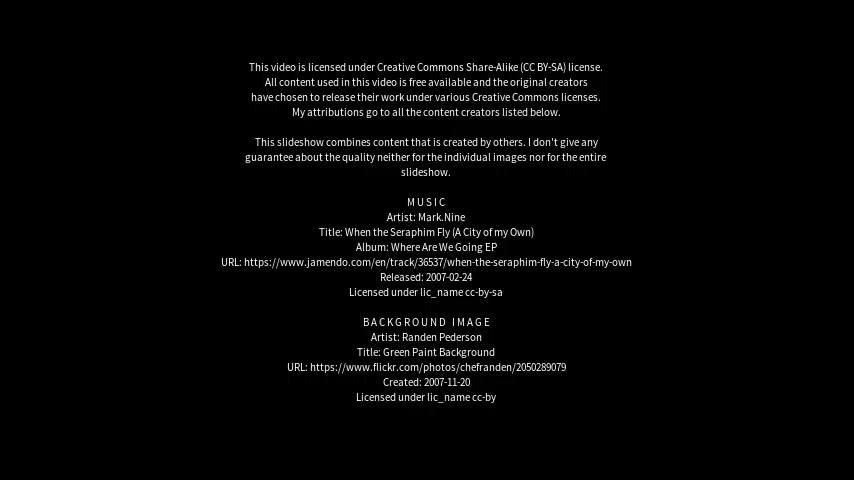 This video is licensed under Creative Commons Share-Alike (CC BY-SA) license.
All content used in this video is free available and the original creators
have chosen to release their work under various Creative Commons licenses.
My attributions go to all the content creators listed below.
This slideshow combines content that is created by others. I don't give any
guarantee about the quality neither for the individual images nor for the entire
slideshow.
MUSIC
Artist: Mark.Nine
Title: When the Seraphim Fly (A City of my Own)
Album: Where Are We Going EP
URL: https://www.jamendo.com/en/track/36537/when-the-seraphim-fly-a-city-of-my-own
Released: 2007-02-24
Licensed under lic_name cc-by-sa
BACKGROUND IMAGE
Artist: Randen Pederson
Title: Green Paint Background
URL: https://www.flickr.com/photos/chefranden/2050289079
Created: 2007-11-20
Licensed under lic_name cc-by